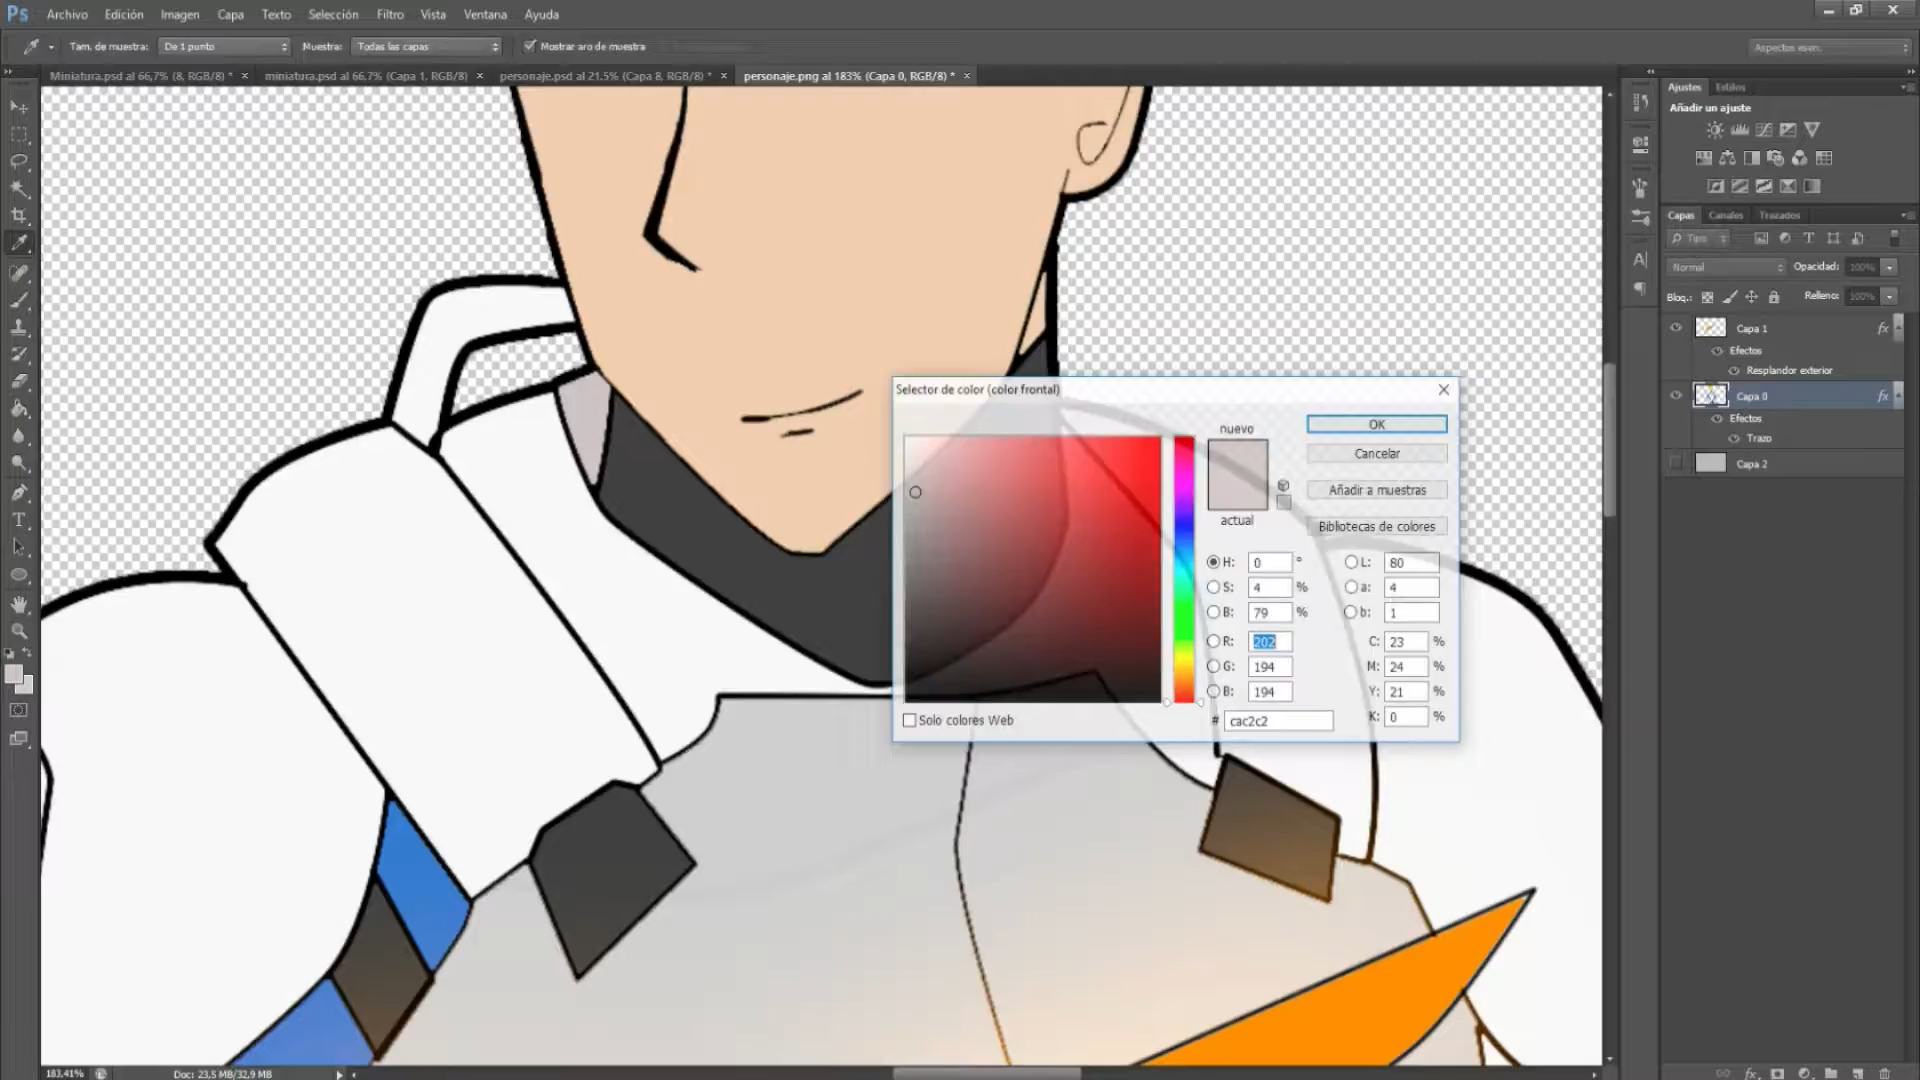 Ps Archivo Edición Imagen Capa Texto Selección Filtro Vista Ventana Ayuda
Tam. de muestra: De 1 punto Muestra: Todas las capas Mostrar aro de muestra Aspectos esen.
Miniatura.psd al 66,7% (8, RGB/8) * × miniatura.psd al 66.7% (Capa 1, RGB/8) × personaje.psd al 21.5% (Capa 8, RGB/8) * × personaje.png al 183% (Capa 0, RGB/8) * ×
Ajustes Estilos
Añadir un ajuste
Capas Canales Trazados
Tipo
Normal Opacidad: 100%
Bloq.: Relleno: 100%
Capa 1 fx
Efectos
Resplandor exterior
Capa 0 fx
Efectos
Trazo
Capa 2
Selector de color (color frontal)
nuevo
actual
OK
Cancelar
Añadir a muestras
Bibliotecas de colores
H: 0 ° L: 80
S: 4 % a: 4
B: 79 % b: 1
R: 202 C: 23 %
G: 194 M: 24 %
B: 194 Y: 21 %
# cac2c2 K: 0 %
Solo colores Web
183,41% Doc: 23,5 MB/32,9 MB